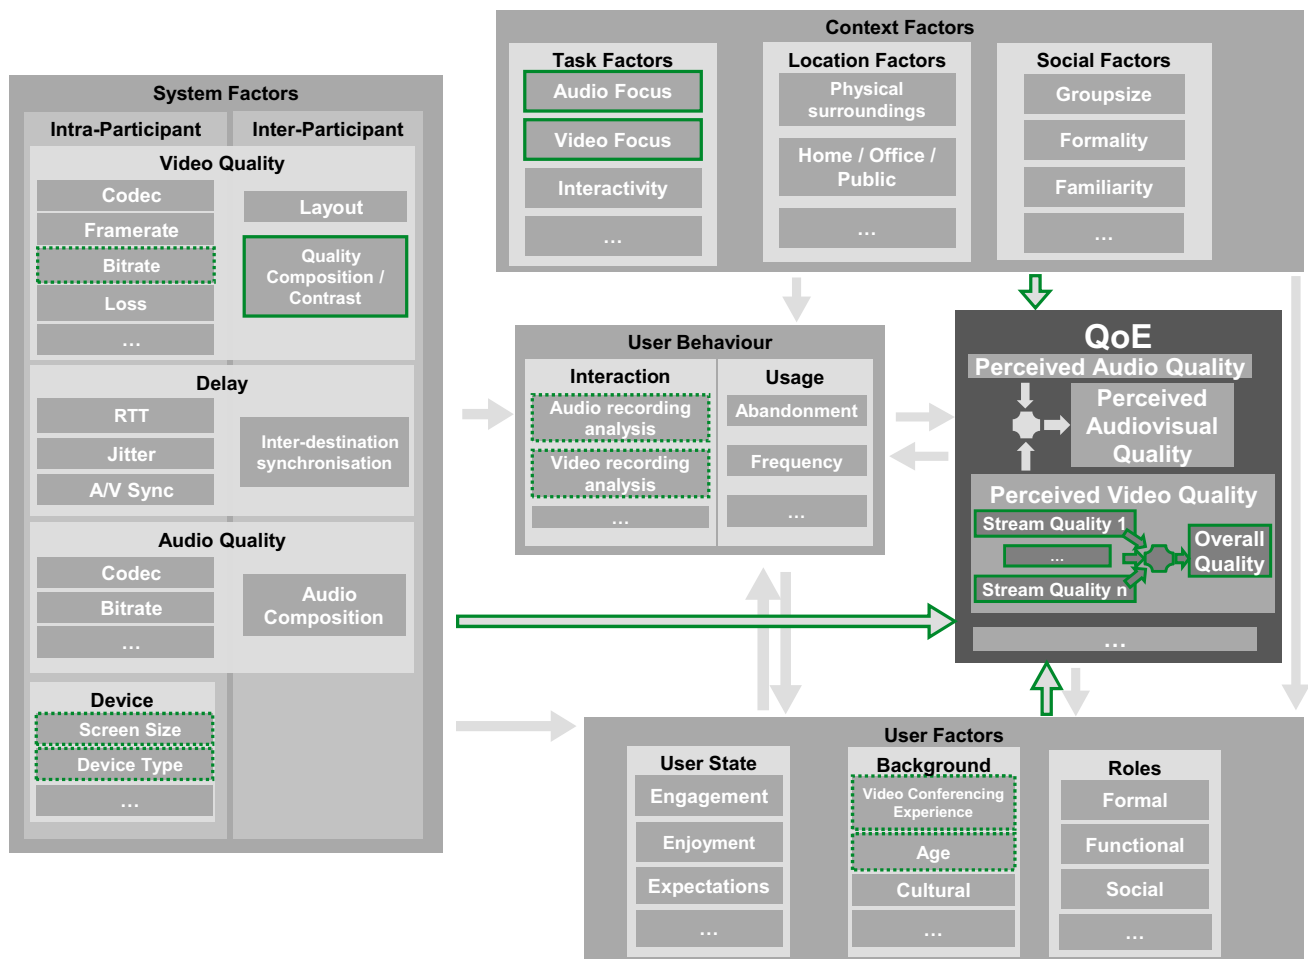 Context Factors
Task Factors
Audio Focus
Video Focus
Interactivity
...
Location Factors
Physical
surroundings
Home / Office /
Public
...
Social Factors
Groupsize
Formality
Familiarity
...
System Factors
Intra-Participant
Inter-Participant
Video Quality
Codec
Framerate
Bitrate
Loss
...
Layout
Quality
Composition /
Contrast
Delay
RTT
Jitter
A/V Sync
Inter-destination
synchronisation
Audio Quality
Codec
Bitrate
...
Audio
Composition
Device
Screen Size
Device Type
...
User Behaviour
Interaction
Audio recording
analysis
Video recording
analysis
...
Usage
Abandonment
Frequency
...
QoE
Perceived Audio Quality
Perceived
Audiovisual
Quality
Perceived Video Quality
Stream Quality 1
...
Stream Quality n
Overall
Quality
...
User Factors
User State
Engagement
Enjoyment
Expectations
...
Background
Video Conferencing
Experience
Age
Cultural
...
Roles
Formal
Functional
Social
...